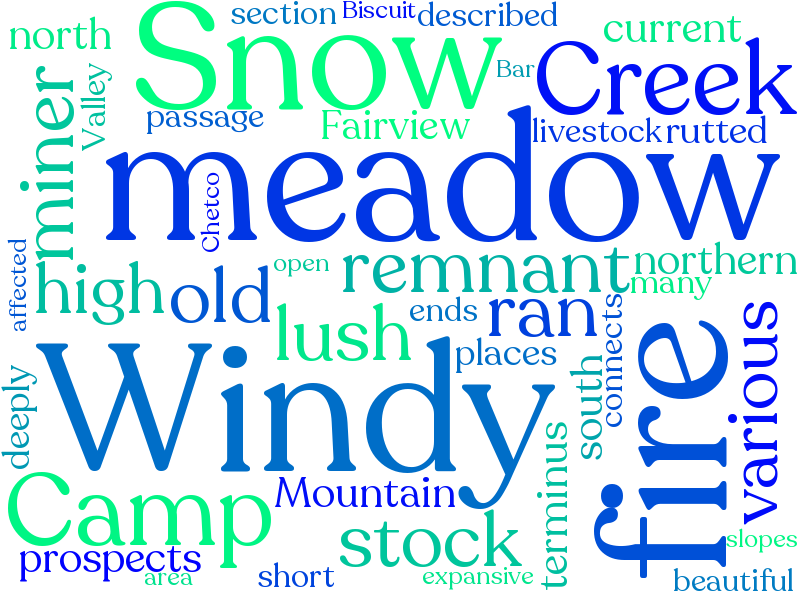 section
Biscuit
described
north
Snow
current
Bar
Creek
miner
Valley
passage
Fairview
livestock
rutted
meadow
Chetco
affected
high
old
open
remnant
northern
many
lush
ends
ran
connects
various
Windy
places
south
fire
deeply
Camp
Mountain
terminus
stock
prospects
area
short
expansive
slopes
beautiful